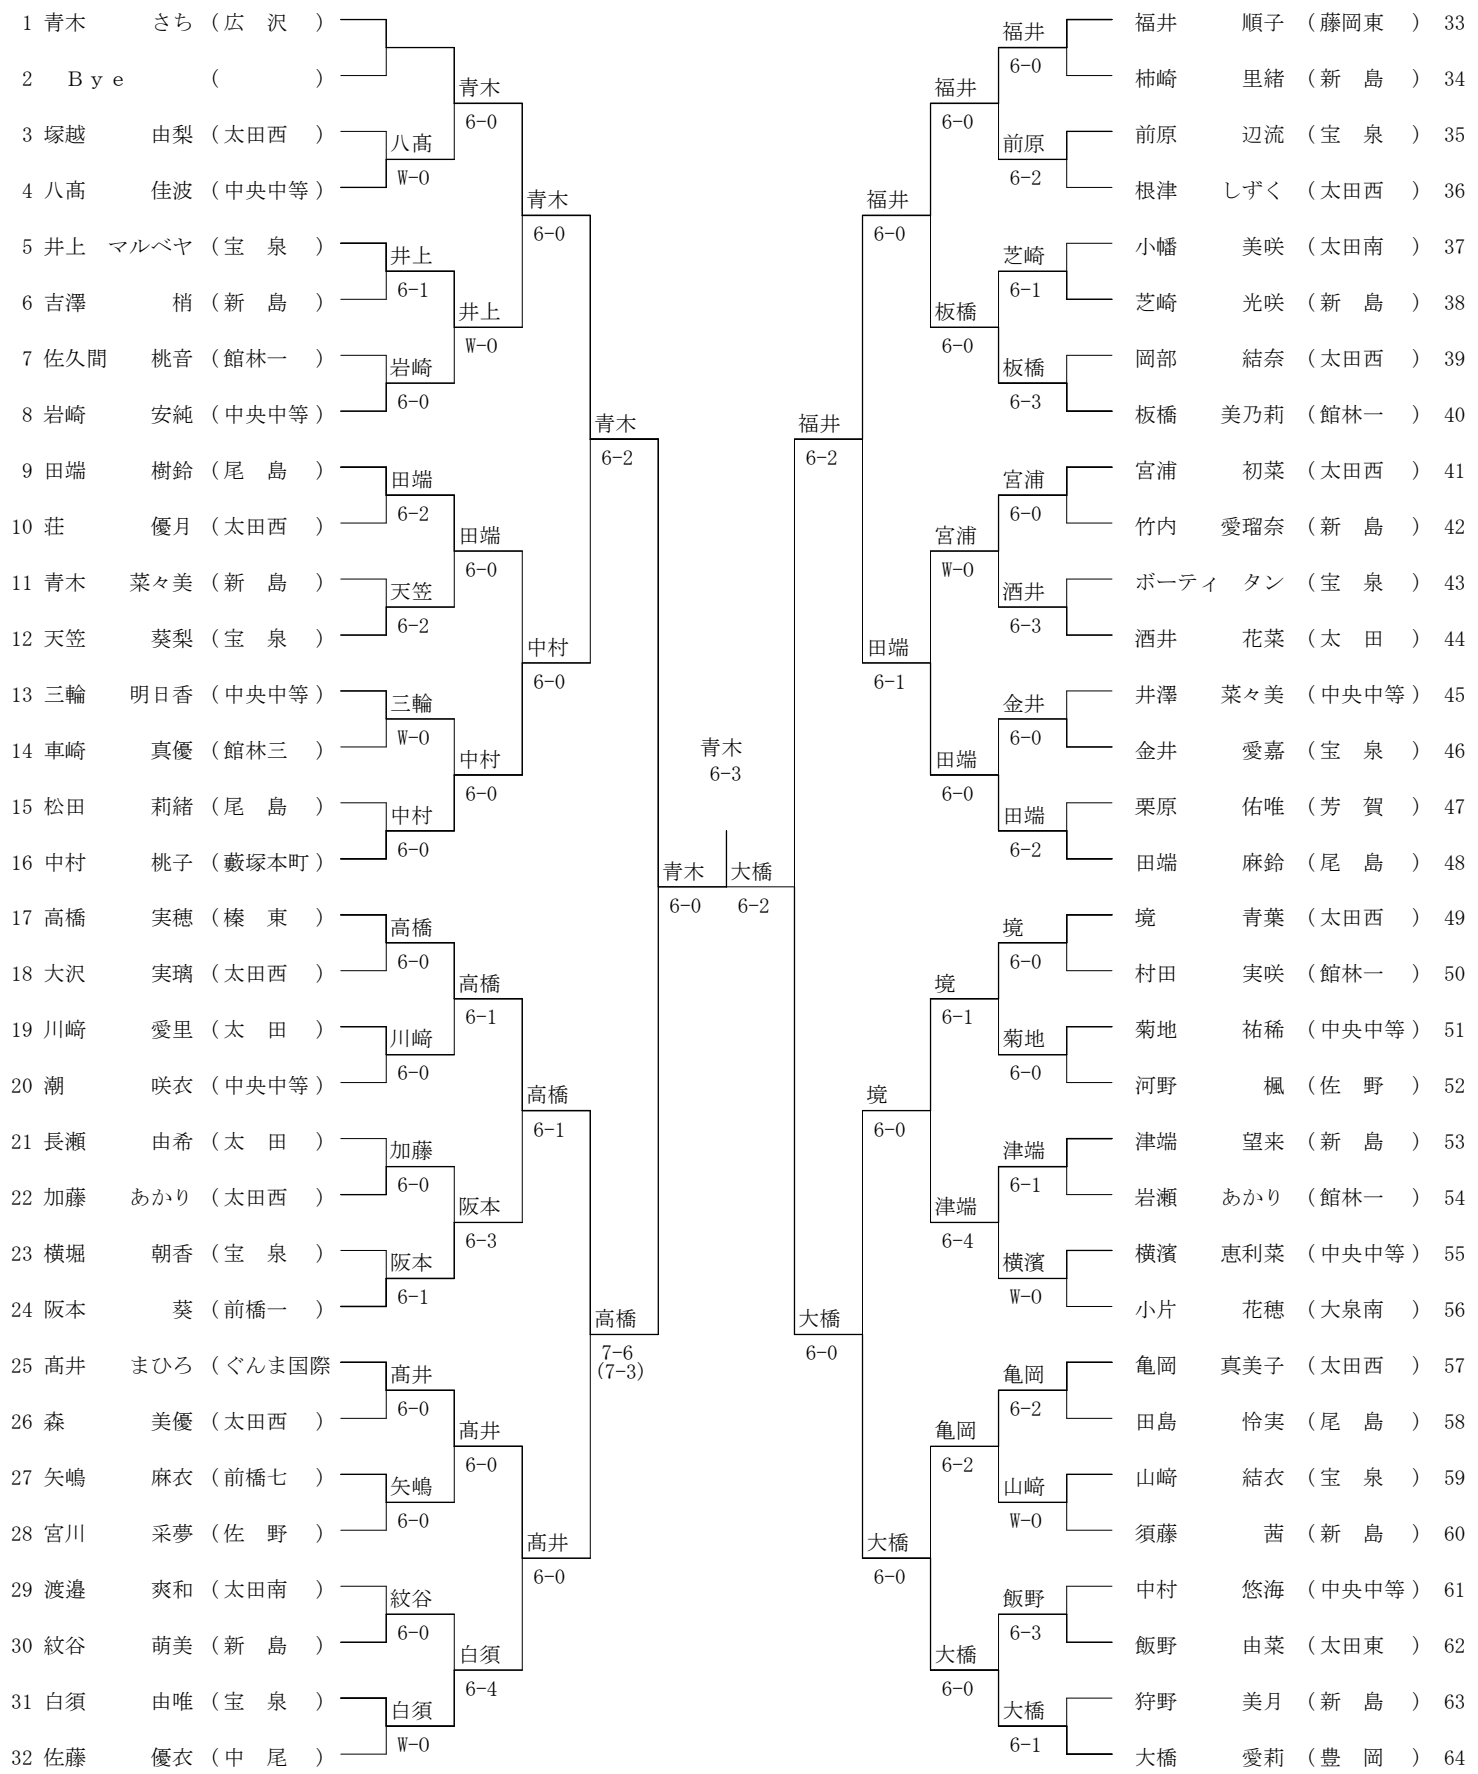 1 青木 さち （広 沢 ）
2 Ｂｙｅ （ ）
3 塚越 由梨 （太田西 ）
4 八髙 佳波 （中央中等）
5 井上 マルベヤ （宝 泉 ）
6 吉澤 梢 （新 島 ）
7 佐久間 桃音 （館林一 ）
8 岩崎 安純 （中央中等）
9 田端 樹鈴 （尾 島 ）
10 荘 優月 （太田西 ）
11 青木 菜々美 （新 島 ）
12 天笠 葵梨 （宝 泉 ）
13 三輪 明日香 （中央中等）
14 車崎 真優 （館林三 ）
15 松田 莉緒 （尾 島 ）
16 中村 桃子 （藪塚本町）
17 高橋 実穂 （榛 東 ）
18 大沢 実璃 （太田西 ）
19 川﨑 愛里 （太 田 ）
20 潮 咲衣 （中央中等）
21 長瀬 由希 （太 田 ）
22 加藤 あかり （太田西 ）
23 横堀 朝香 （宝 泉 ）
24 阪本 葵 （前橋一 ）
25 髙井 まひろ （ぐんま国際
26 森 美優 （太田西 ）
27 矢嶋 麻衣 （前橋七 ）
28 宮川 采夢 （佐 野 ）
29 渡邉 爽和 （太田南 ）
30 紋谷 萌美 （新 島 ）
31 白須 由唯 （宝 泉 ）
32 佐藤 優衣 （中 尾 ）
八髙
W-0
井上
6-1
岩崎
6-0
田端
6-2
天笠
6-2
三輪
W-0
中村
6-0
高橋
6-0
川﨑
6-0
加藤
6-0
阪本
6-1
髙井
6-0
矢嶋
6-0
紋谷
6-0
白須
W-0
青木
6-0
井上
W-0
田端
6-0
中村
6-0
高橋
6-1
阪本
6-3
髙井
6-0
白須
6-4
青木
6-0
中村
6-0
高橋
6-1
髙井
6-0
青木
6-2
高橋
7-6
(7-3)
青木
6-0
青木
6-3
大橋
6-2
福井
6-2
大橋
6-0
福井
6-0
田端
6-1
境
6-0
大橋
6-0
福井
6-0
板橋
6-0
宮浦
W-0
田端
6-0
境
6-1
津端
6-4
亀岡
6-2
大橋
6-0
福井
6-0
前原
6-2
芝崎
6-1
板橋
6-3
宮浦
6-0
酒井
6-3
金井
6-0
田端
6-2
境
6-0
菊地
6-0
津端
6-1
横濱
W-0
亀岡
6-2
山﨑
W-0
飯野
6-3
大橋
6-1
福井 順子 （藤岡東 ） 33
柿崎 里緒 （新 島 ） 34
前原 辺流 （宝 泉 ） 35
根津 しずく （太田西 ） 36
小幡 美咲 （太田南 ） 37
芝崎 光咲 （新 島 ） 38
岡部 結奈 （太田西 ） 39
板橋 美乃莉 （館林一 ） 40
宮浦 初菜 （太田西 ） 41
竹内 愛瑠奈 （新 島 ） 42
ボーティ タン （宝 泉 ） 43
酒井 花菜 （太 田 ） 44
井澤 菜々美 （中央中等） 45
金井 愛嘉 （宝 泉 ） 46
栗原 佑唯 （芳 賀 ） 47
田端 麻鈴 （尾 島 ） 48
境 青葉 （太田西 ） 49
村田 実咲 （館林一 ） 50
菊地 祐稀 （中央中等） 51
河野 楓 （佐 野 ） 52
津端 望来 （新 島 ） 53
岩瀬 あかり （館林一 ） 54
横濱 恵利菜 （中央中等） 55
小片 花穂 （大泉南 ） 56
亀岡 真美子 （太田西 ） 57
田島 怜実 （尾 島 ） 58
山﨑 結衣 （宝 泉 ） 59
須藤 茜 （新 島 ） 60
中村 悠海 （中央中等） 61
飯野 由菜 （太田東 ） 62
狩野 美月 （新 島 ） 63
大橋 愛莉 （豊 岡 ） 64